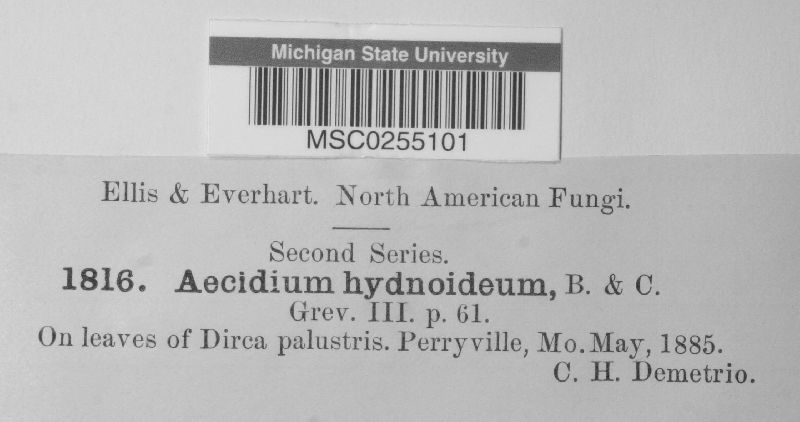 Michigan State University
MSC0255101
Ellis & Everhart. North American Fungi.
Second Series.
1816. Aecidium hydnoideum, B. & C.
Grev. III. p. 61.
On leaves of Dirca palustris. Perryville, Mo. May, 1885.
C. H. Demetrio.